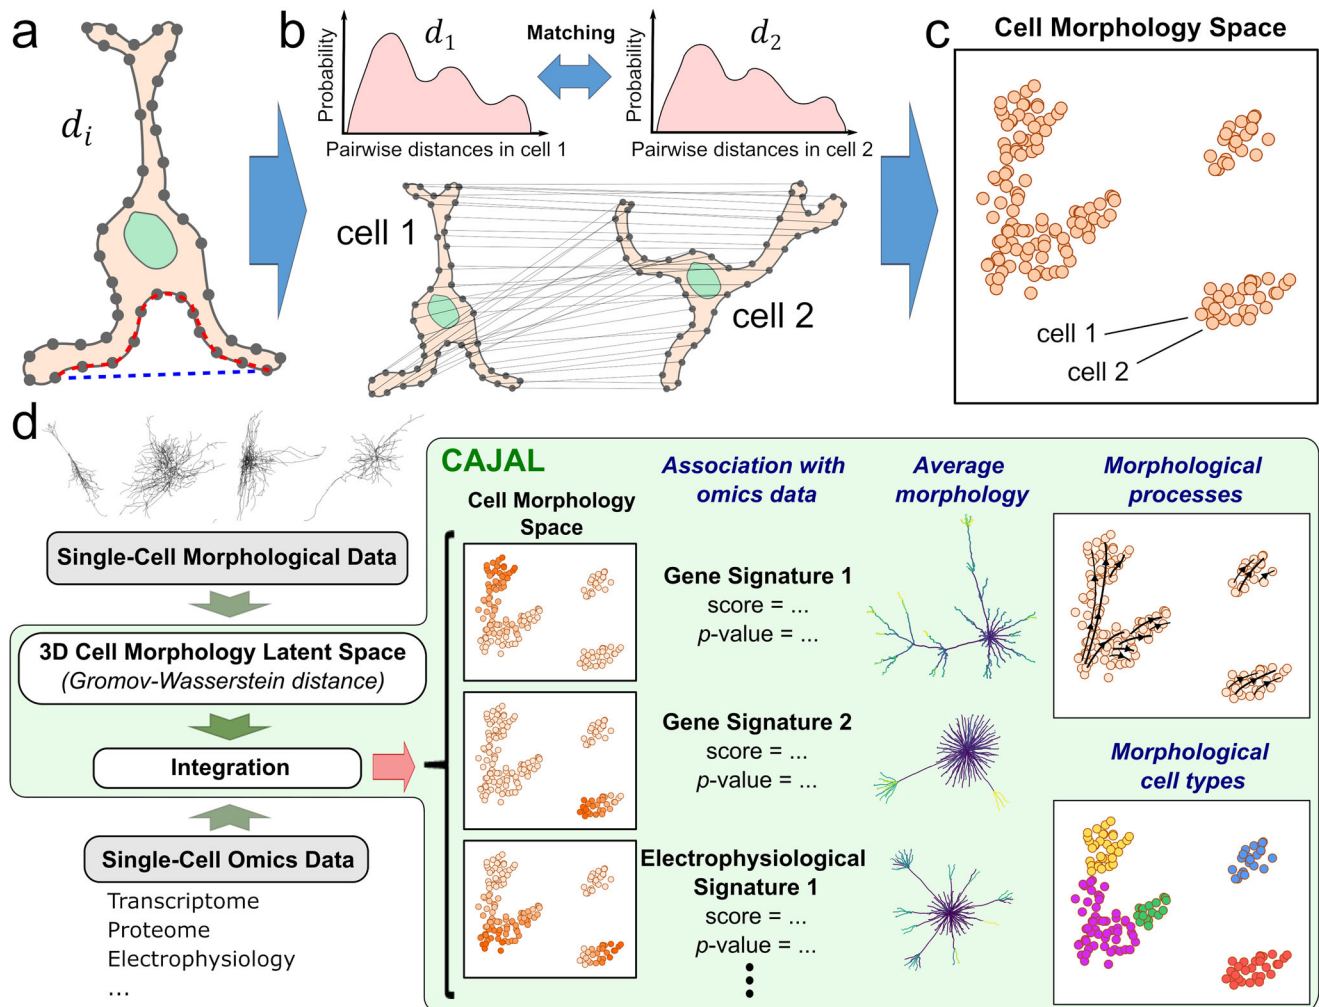 a
d_i
b
Probability
d_1
Matching
Probability
d_2
Pairwise distances in cell 1
Pairwise distances in cell 2
cell 1
cell 2
c
Cell Morphology Space
cell 1
cell 2
d
Single-Cell Morphological Data
3D Cell Morphology Latent Space
(Gromov-Wasserstein distance)
Integration
Single-Cell Omics Data
Transcriptome
Proteome
Electrophysiology
...
CAJAL
Cell Morphology
Space
Association with
omics data
Gene Signature 1
score = ...
p-value = ...
Gene Signature 2
score = ...
p-value = ...
Electrophysiological
Signature 1
score = ...
p-value = ...
Average
morphology
Morphological
processes
Morphological
cell types